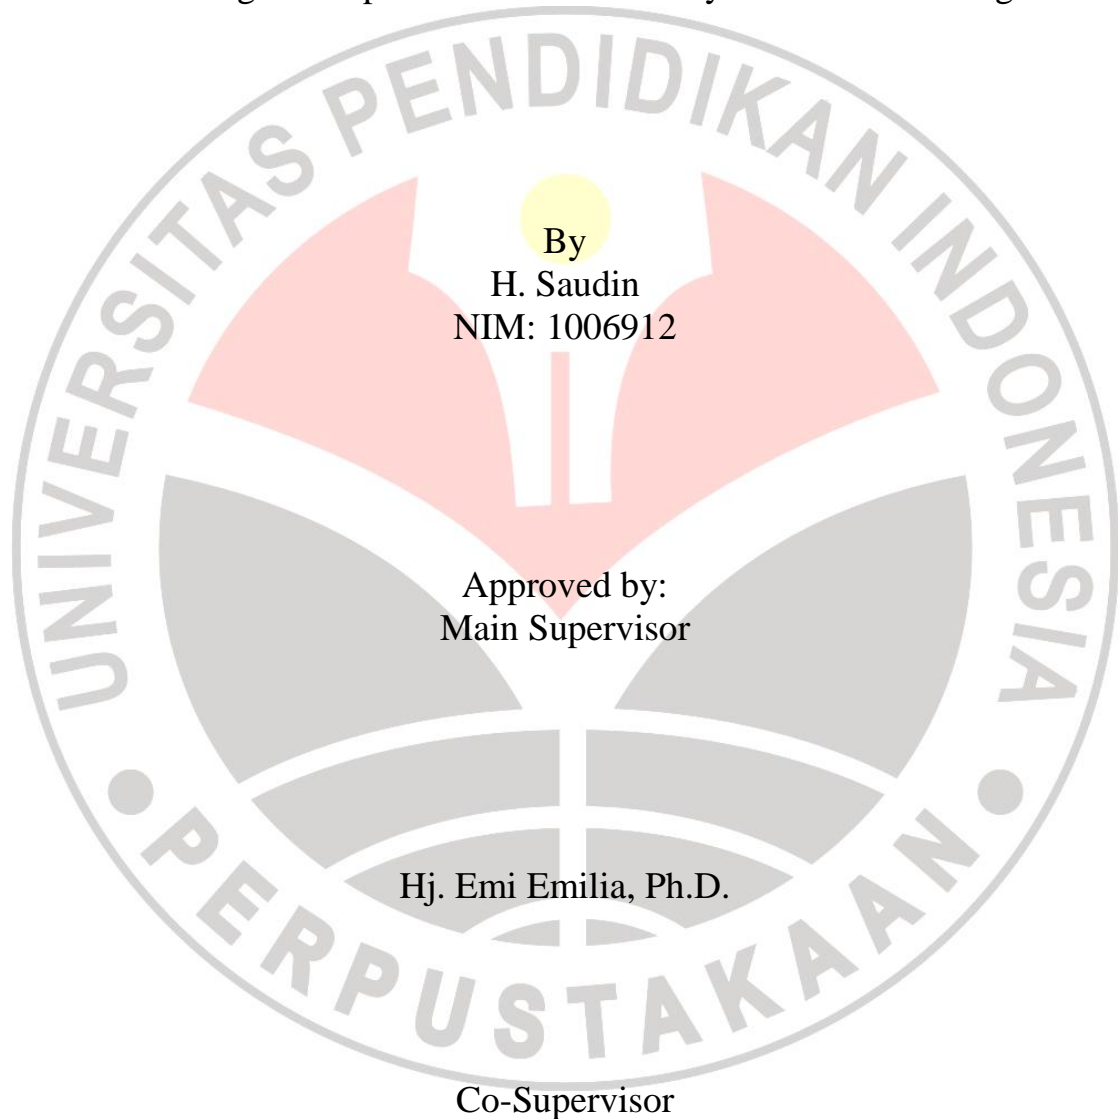 UNIVERSITAS PENDIDIKAN INDONESIA
By
H. Saudin
NIM: 1006912
Approved by:
Main Supervisor
Hj. Emi Emilia, Ph.D.
• PERPUSTAKAAN •
Co-Supervisor